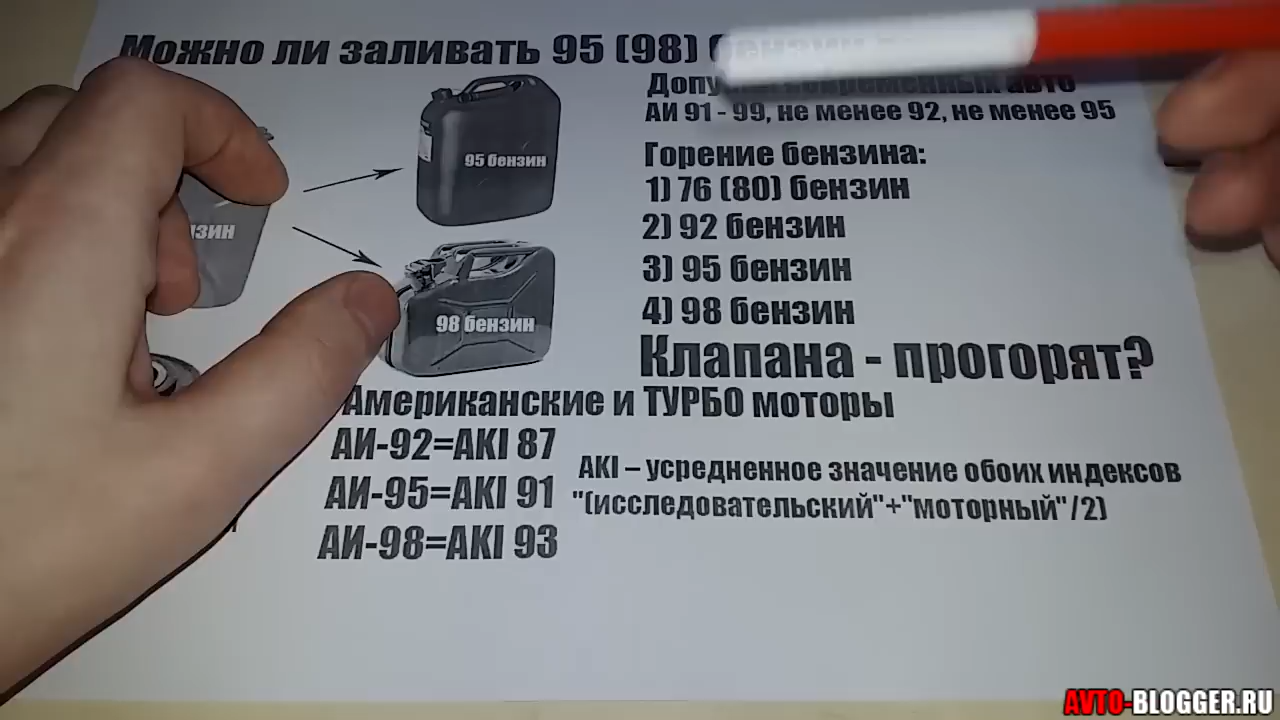 Можно ли заливать 95 (98)
95 бензин
98 бензин
АИ 91 - 99, не менее 92, не менее 95
Горение бензина:
1) 76 (80) бензин
2) 92 бензин
3) 95 бензин
4) 98 бензин
Клапана - прогорят?
Американские и ТУРБО моторы
АИ-92=AKI 87
АИ-95=AKI 91
АИ-98=AKI 93
AKI – усредненное значение обоих индексов
"(исследовательский"+"моторный"/2)
AVTO-BLOGGER.RU